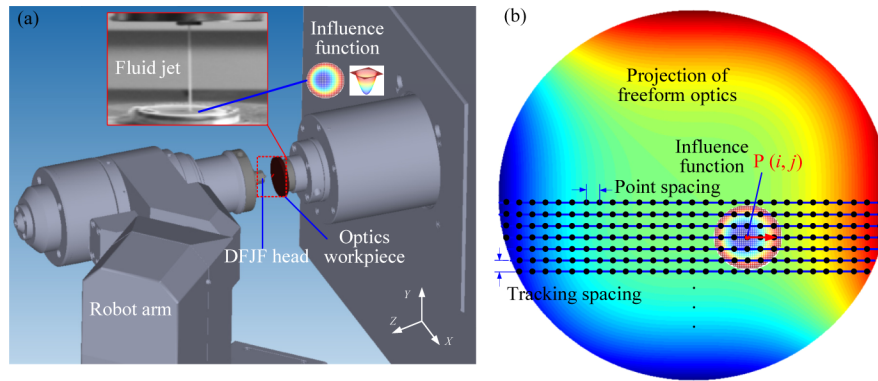 (a)
Fluid jet
Influence
function
DFJF head
Optics
workpiece
Robot arm
Y
Z
X
(b)
Projection of
freeform optics
Influence
function
P (i, j)
Point spacing
Tracking spacing